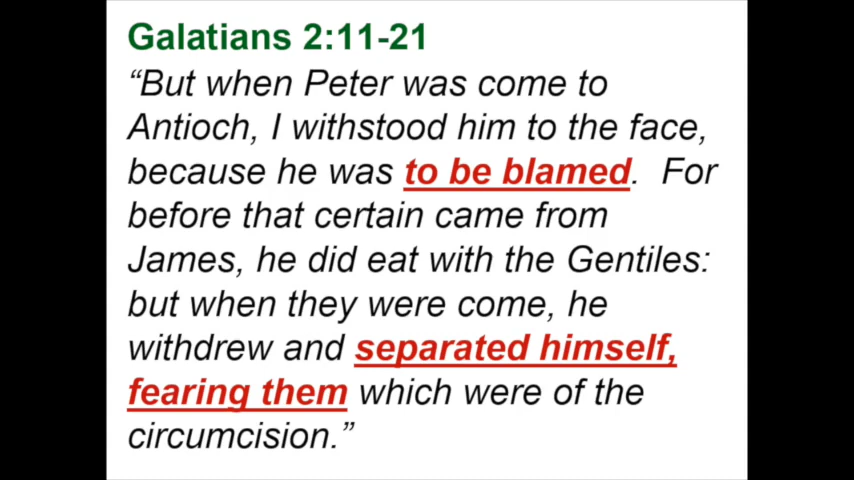 Galatians 2:11-21
“But when Peter was come to
Antioch, I withstood him to the face,
because he was to be blamed.  For
before that certain came from
James, he did eat with the Gentiles:
but when they were come, he
withdrew and separated himself,
fearing them which were of the
circumcision.”